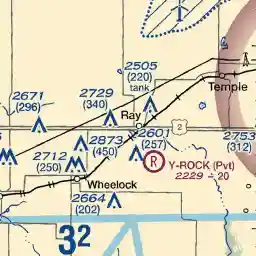 2505
(220)
tank
Temple
2729
(340)
2671
(296)
Ray
2
2601
(257)
2753
(312)
2873
(450)
2712
(250)
R
Y-ROCK (Pvt)
2229 - 20
Wheelock
2664
(202)
32